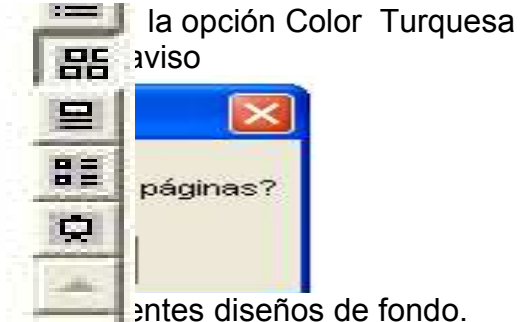 la opción Color Turquesa
aviso
páginas?
entes diseños de fondo.